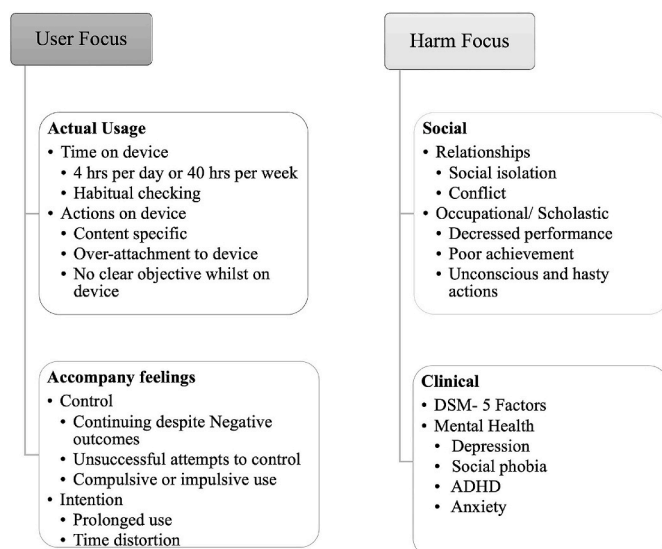 User Focus
Actual Usage
• Time on device
• 4 hrs per day or 40 hrs per week
• Habitual checking
• Actions on device
• Content specific
• Over-attachment to device
• No clear objective whilst on
device
Accompany feelings
• Control
• Continuing despite Negative
outcomes
• Unsuccessful attempts to control
• Compulsive or impulsive use
• Intention
• Prolonged use
• Time distortion
Harm Focus
Social
• Relationships
• Social isolation
• Conflict
• Occupational/ Scholastic
• Decressed performance
• Poor achievement
• Unconscious and hasty
actions
Clinical
• DSM- 5 Factors
• Mental Health
• Depression
• Social phobia
• ADHD
• Anxiety